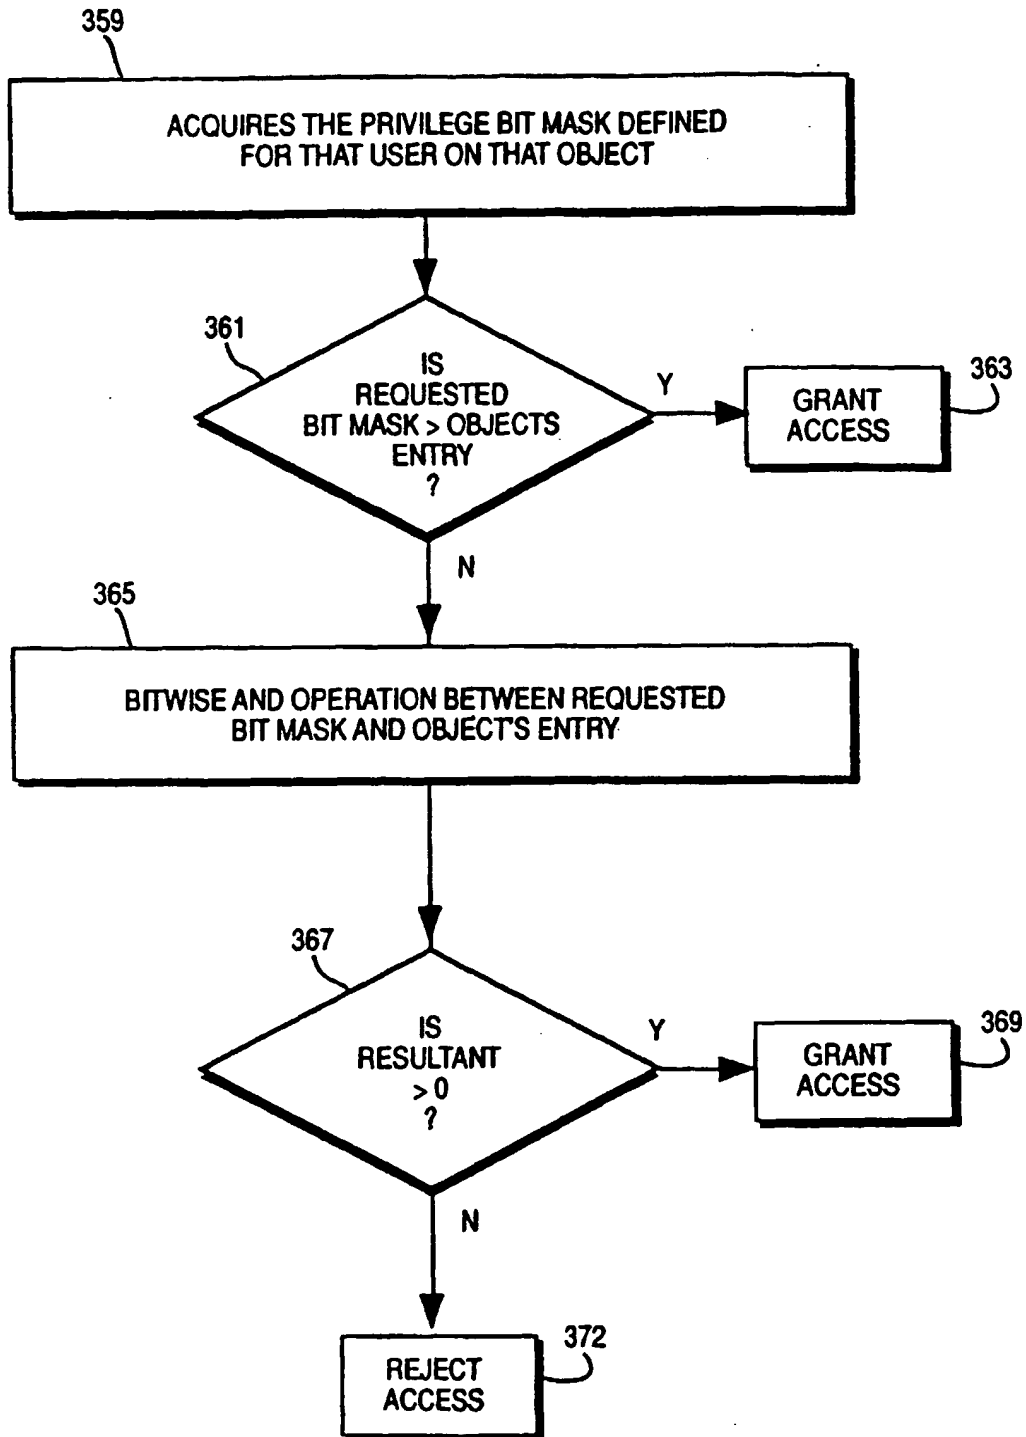 359
ACQUIRES THE PRIVILEGE BIT MASK DEFINED
FOR THAT USER ON THAT OBJECT
361
IS
REQUESTED
BIT MASK > OBJECTS
ENTRY
?
Y
GRANT
ACCESS
363
N
365
BITWISE AND OPERATION BETWEEN REQUESTED
BIT MASK AND OBJECT'S ENTRY
367
IS
RESULTANT
> 0
?
Y
GRANT
ACCESS
369
N
REJECT
ACCESS
372